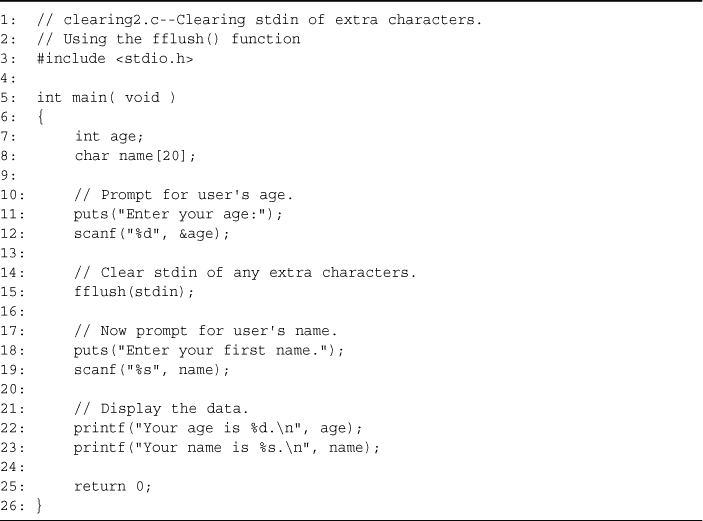 1: // clearing2.c--Clearing stdin of extra characters.
2: // Using the fflush() function
3: #include <stdio.h>
4:
5: int main( void )
6: {
7:     int age;
8:     char name[20];
9:
10:     // Prompt for user's age.
11:     puts("Enter your age:");
12:     scanf("%d", &age);
13:
14:     // Clear stdin of any extra characters.
15:     fflush(stdin);
16:
17:     // Now prompt for user's name.
18:     puts("Enter your first name.");
19:     scanf("%s", name);
20:
21:     // Display the data.
22:     printf("Your age is %d.\n", age);
23:     printf("Your name is %s.\n", name);
24:
25:     return 0;
26: }